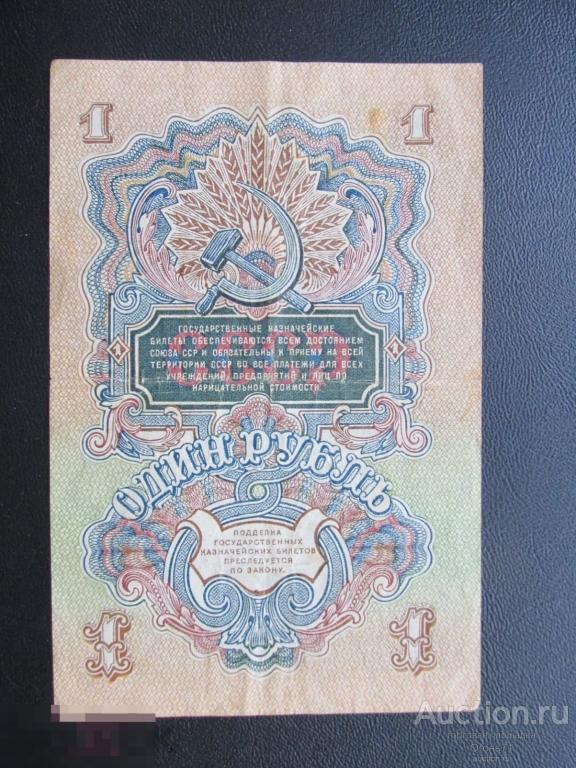 1 1
ГОСУДАРСТВЕННЫЕ КАЗНАЧЕЙСКИЕ
БИЛЕТЫ ОБЕСПЕЧИВАЮТСЯ ВСЕМ ДОСТОЯНИЕМ
СОЮЗА ССР И ОБЯЗАТЕЛЬНЫ К ПРИЕМУ НА ВСЕЙ
ТЕРРИТОРИИ СССР ВО ВСЕ ПЛАТЕЖИ ДЛЯ ВСЕХ
УЧРЕЖДЕНИЙ, ПРЕДПРИЯТИЙ И ЛИЦ ПО
НАРИЦАТЕЛЬНОЙ СТОИМОСТИ.
ОДИН РУБЛЬ
ПОДДЕЛКА
ГОСУДАРСТВЕННЫХ
КАЗНАЧЕЙСКИХ БИЛЕТОВ
ПРЕСЛЕДУЕТСЯ
ПО ЗАКОНУ.
1 1
Auction.ru
auction.ru